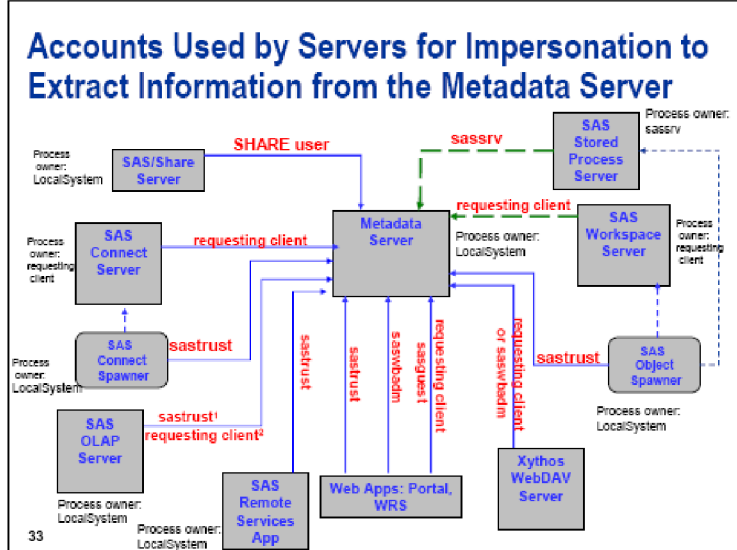 Accounts Used by Servers for Impersonation to
Extract Information from the Metadata Server
Process
owner:
LocalSystem
SAS/Share
Server
SHARE user
sassrv
SAS
Stored
Process
Server
Process owner:
sassrv
requesting client
Metadata
Server
Process owner:
LocalSystem
SAS
Workspace
Server
Process
owner:
requesting
client
Process
owner:
requesting
client
SAS
Connect
Server
requesting client
SAS
Connect
Spawner
Process
owner:
LocalSystem
sastrust
sastrust
SAS
Object
Spawner
Process owner:
LocalSystem
SAS
OLAP
Server
sastrust¹
requesting client²
Process owner:
LocalSystem
sastrust
sastrust
saswbadm
requesting client
sasguest
requesting client
or saswbadm
SAS
Remote
Services
App
Process owner:
LocalSystem
Web Apps: Portal,
WRS
Xythos
WebDAV
Server
33